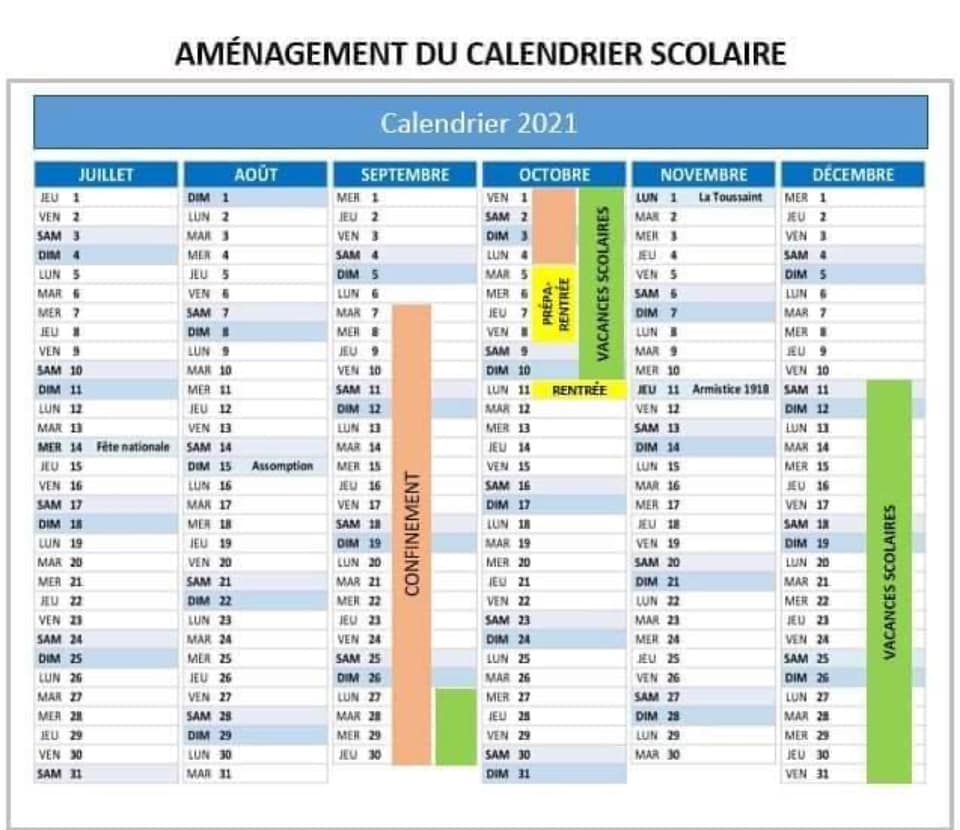 AMÉNAGEMENT DU CALENDRIER SCOLAIRE
Calendrier 2021
JUILLET
JEU 1
VEN 2
SAM 3
DIM 4
LUN 5
MAR 6
MER 7
JEU 8
VEN 9
SAM 10
DIM 11
LUN 12
MAR 13
MER 14 Fête nationale
JEU 15
VEN 16
SAM 17
DIM 18
LUN 19
MAR 20
MER 21
JEU 22
VEN 23
SAM 24
DIM 25
LUN 26
MAR 27
MER 28
JEU 29
VEN 30
SAM 31
AOÛT
DIM 1
LUN 2
MAR 3
MER 4
JEU 5
VEN 6
SAM 7
DIM 8
LUN 9
MAR 10
MER 11
JEU 12
VEN 13
SAM 14
DIM 15 Assomption
LUN 16
MAR 17
MER 18
JEU 19
VEN 20
SAM 21
DIM 22
LUN 23
MAR 24
MER 25
JEU 26
VEN 27
SAM 28
DIM 29
LUN 30
MAR 31
SEPTEMBRE
MER 1
JEU 2
VEN 3
SAM 4
DIM 5
LUN 6
MAR 7
MER 8
JEU 9
VEN 10
SAM 11
DIM 12
LUN 13
MAR 14
MER 15
JEU 16
VEN 17
SAM 18
DIM 19
LUN 20
MAR 21
MER 22
JEU 23
VEN 24
SAM 25
DIM 26
LUN 27
MAR 28
MER 29
JEU 30
CONFINEMENT
OCTOBRE
VEN 1
SAM 2
DIM 3
LUN 4
MAR 5
MER 6
JEU 7
VEN 8
SAM 9
DIM 10
LUN 11 RENTRÉE
MAR 12
MER 13
JEU 14
VEN 15
SAM 16
DIM 17
LUN 18
MAR 19
MER 20
JEU 21
VEN 22
SAM 23
DIM 24
LUN 25
MAR 26
MER 27
JEU 28
VEN 29
SAM 30
DIM 31
PRÉPA-
RENTRÉE
VACANCES SCOLAIRES
NOVEMBRE
LUN 1 La Toussaint
MAR 2
MER 3
JEU 4
VEN 5
SAM 6
DIM 7
LUN 8
MAR 9
MER 10
JEU 11 Armistice 1918
VEN 12
SAM 13
DIM 14
LUN 15
MAR 16
MER 17
JEU 18
VEN 19
SAM 20
DIM 21
LUN 22
MAR 23
MER 24
JEU 25
VEN 26
SAM 27
DIM 28
LUN 29
MAR 30
DÉCEMBRE
MER 1
JEU 2
VEN 3
SAM 4
DIM 5
LUN 6
MAR 7
MER 8
JEU 9
VEN 10
SAM 11
DIM 12
LUN 13
MAR 14
MER 15
JEU 16
VEN 17
SAM 18
DIM 19
LUN 20
MAR 21
MER 22
JEU 23
VEN 24
SAM 25
DIM 26
LUN 27
MAR 28
MER 29
JEU 30
VEN 31
VACANCES SCOLAIRES